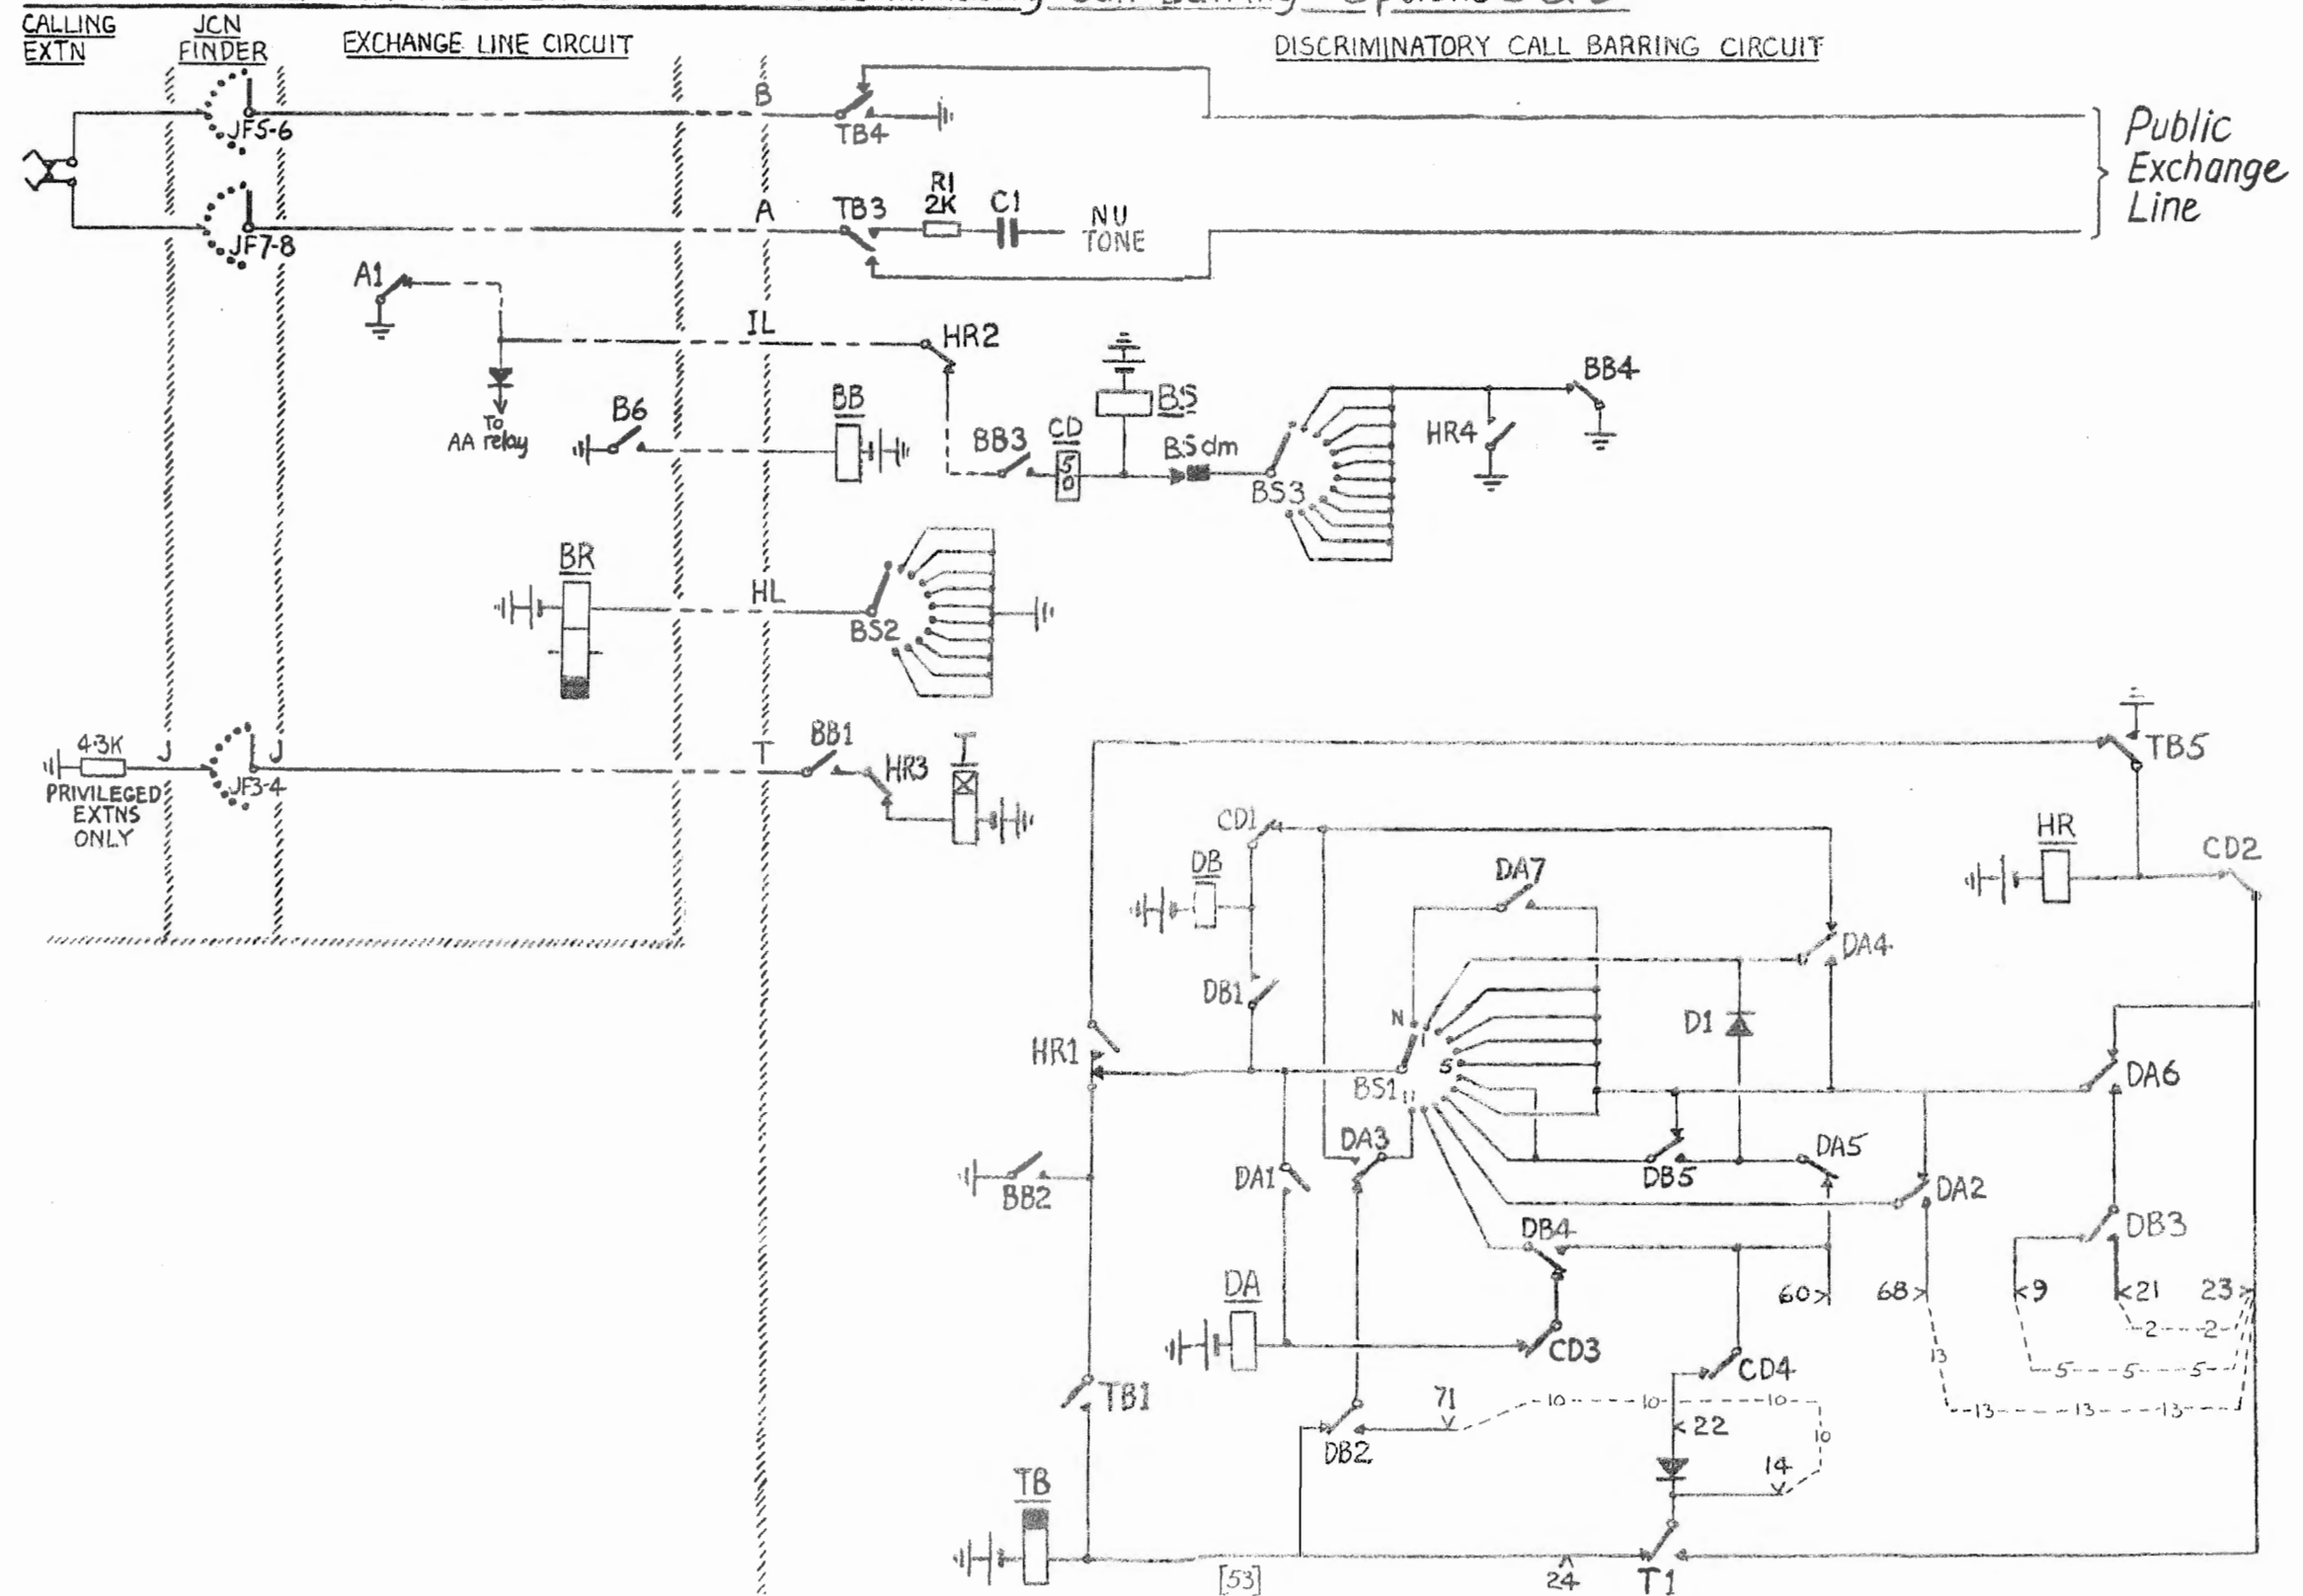 Call Barring - Options
CALLING EXTN
JCN FINDER
EXCHANGE LINE CIRCUIT
DISCRIMINATORY CALL BARRING CIRCUIT
B
TB4
JF5-6
Public
Exchange
Line
A
TB3
R1
2K
C1
NU
TONE
JF7-8
A1
IL
HR2
To
AA relay
B6
BB
BB3
CD
50
BS
BSdm
BS3
HR4
BB4
BR
HL
BS2
4·3K
J
J
JF3-4
PRIVILEGED
EXTNS
ONLY
T
BB1
HR3
T
TB5
CD1
DB
DA7
HR
CD2
DA4
DB1
N
1
D1
HR1
5
BS1
11
DA6
DA3
DA5
DA1
DB5
DA2
BB2
DB4
DB3
DA
60
68
9
21
23
2 2
CD3
CD4
5 5 5
13
13 13 13
TB1
71
10 10 10
10
22
DB2
14
TB
[53]
24
T1